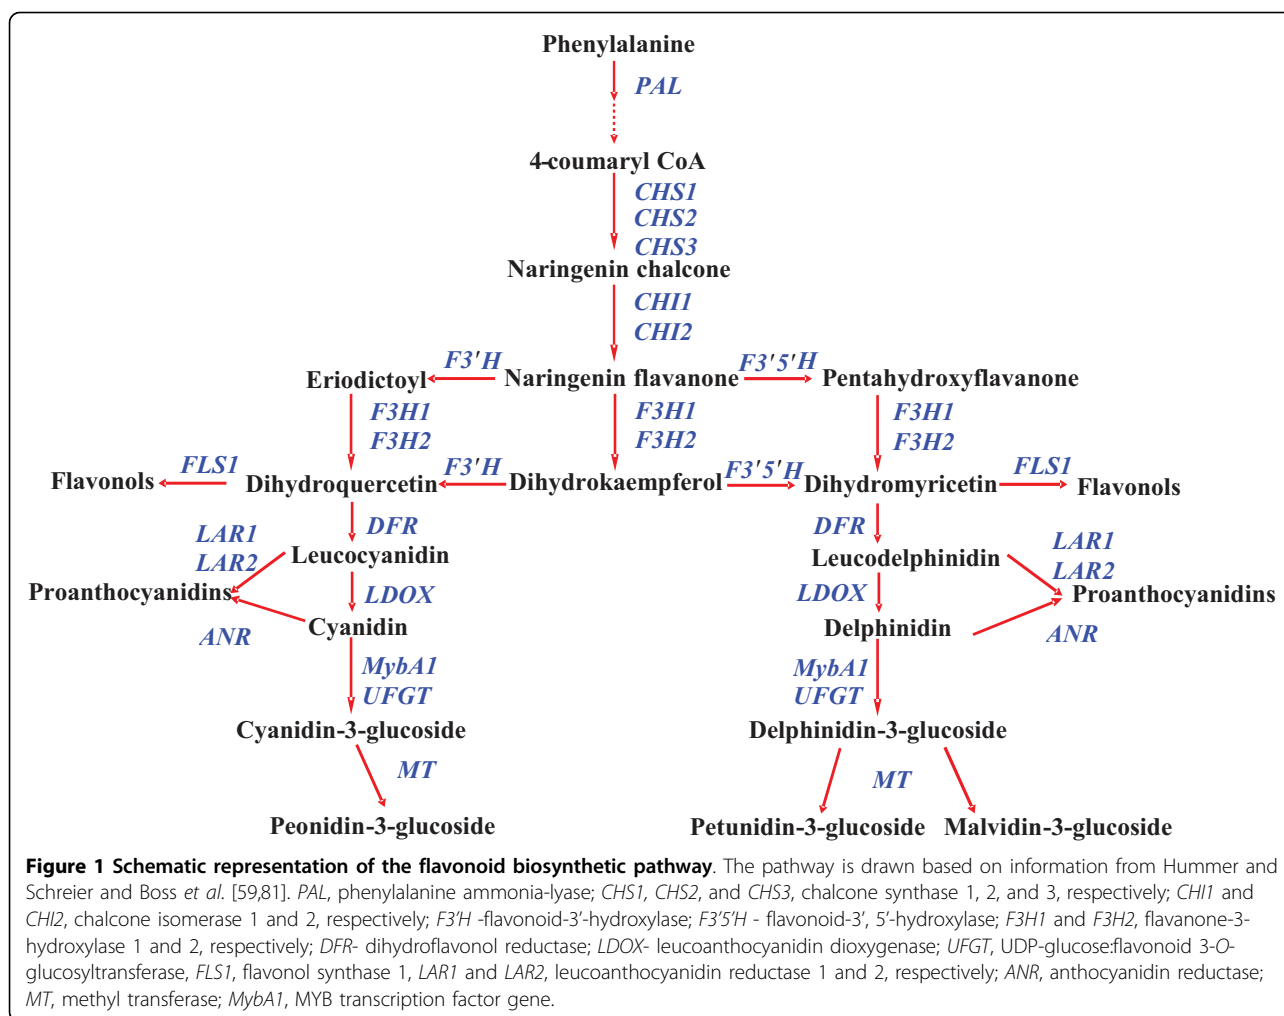 Phenylalanine
PAL
4-coumaryl CoA
CHS1
CHS2
CHS3
Naringenin chalcone
CHI1
CHI2
F3'H
F3'5'H
Eriodictoyl
Naringenin flavanone
Pentahydroxyflavanone
F3H1
F3H2
F3H1
F3H2
F3H1
F3H2
FLS1
F3'H
F3'5'H
FLS1
Flavonols
Dihydroquercetin
Dihydrokaempferol
Dihydromyricetin
Flavonols
LAR1
LAR2
DFR
DFR
LAR1
LAR2
Leucocyanidin
Leucodelphinidin
Proanthocyanidins
LDOX
LDOX
Proanthocyanidins
ANR
Cyanidin
Delphinidin
ANR
MybA1
UFGT
MybA1
UFGT
Cyanidin-3-glucoside
Delphinidin-3-glucoside
MT
MT
Peonidin-3-glucoside
Petunidin-3-glucoside
Malvidin-3-glucoside
Figure 1 Schematic representation of the flavonoid biosynthetic pathway. The pathway is drawn based on information from Hummer and
Schreier and Boss et al. [59,81]. PAL, phenylalanine ammonia-lyase; CHS1, CHS2, and CHS3, chalcone synthase 1, 2, and 3, respectively; CHI1 and
CHI2, chalcone isomerase 1 and 2, respectively; F3'H -flavonoid-3'-hydroxylase; F3'5'H - flavonoid-3', 5'-hydroxylase; F3H1 and F3H2, flavanone-3-
hydroxylase 1 and 2, respectively; DFR- dihydroflavonol reductase; LDOX- leucoanthocyanidin dioxygenase; UFGT, UDP-glucose:flavonoid 3-O-
glucosyltransferase, FLS1, flavonol synthase 1, LAR1 and LAR2, leucoanthocyanidin reductase 1 and 2, respectively; ANR, anthocyanidin reductase;
MT, methyl transferase; MybA1, MYB transcription factor gene.